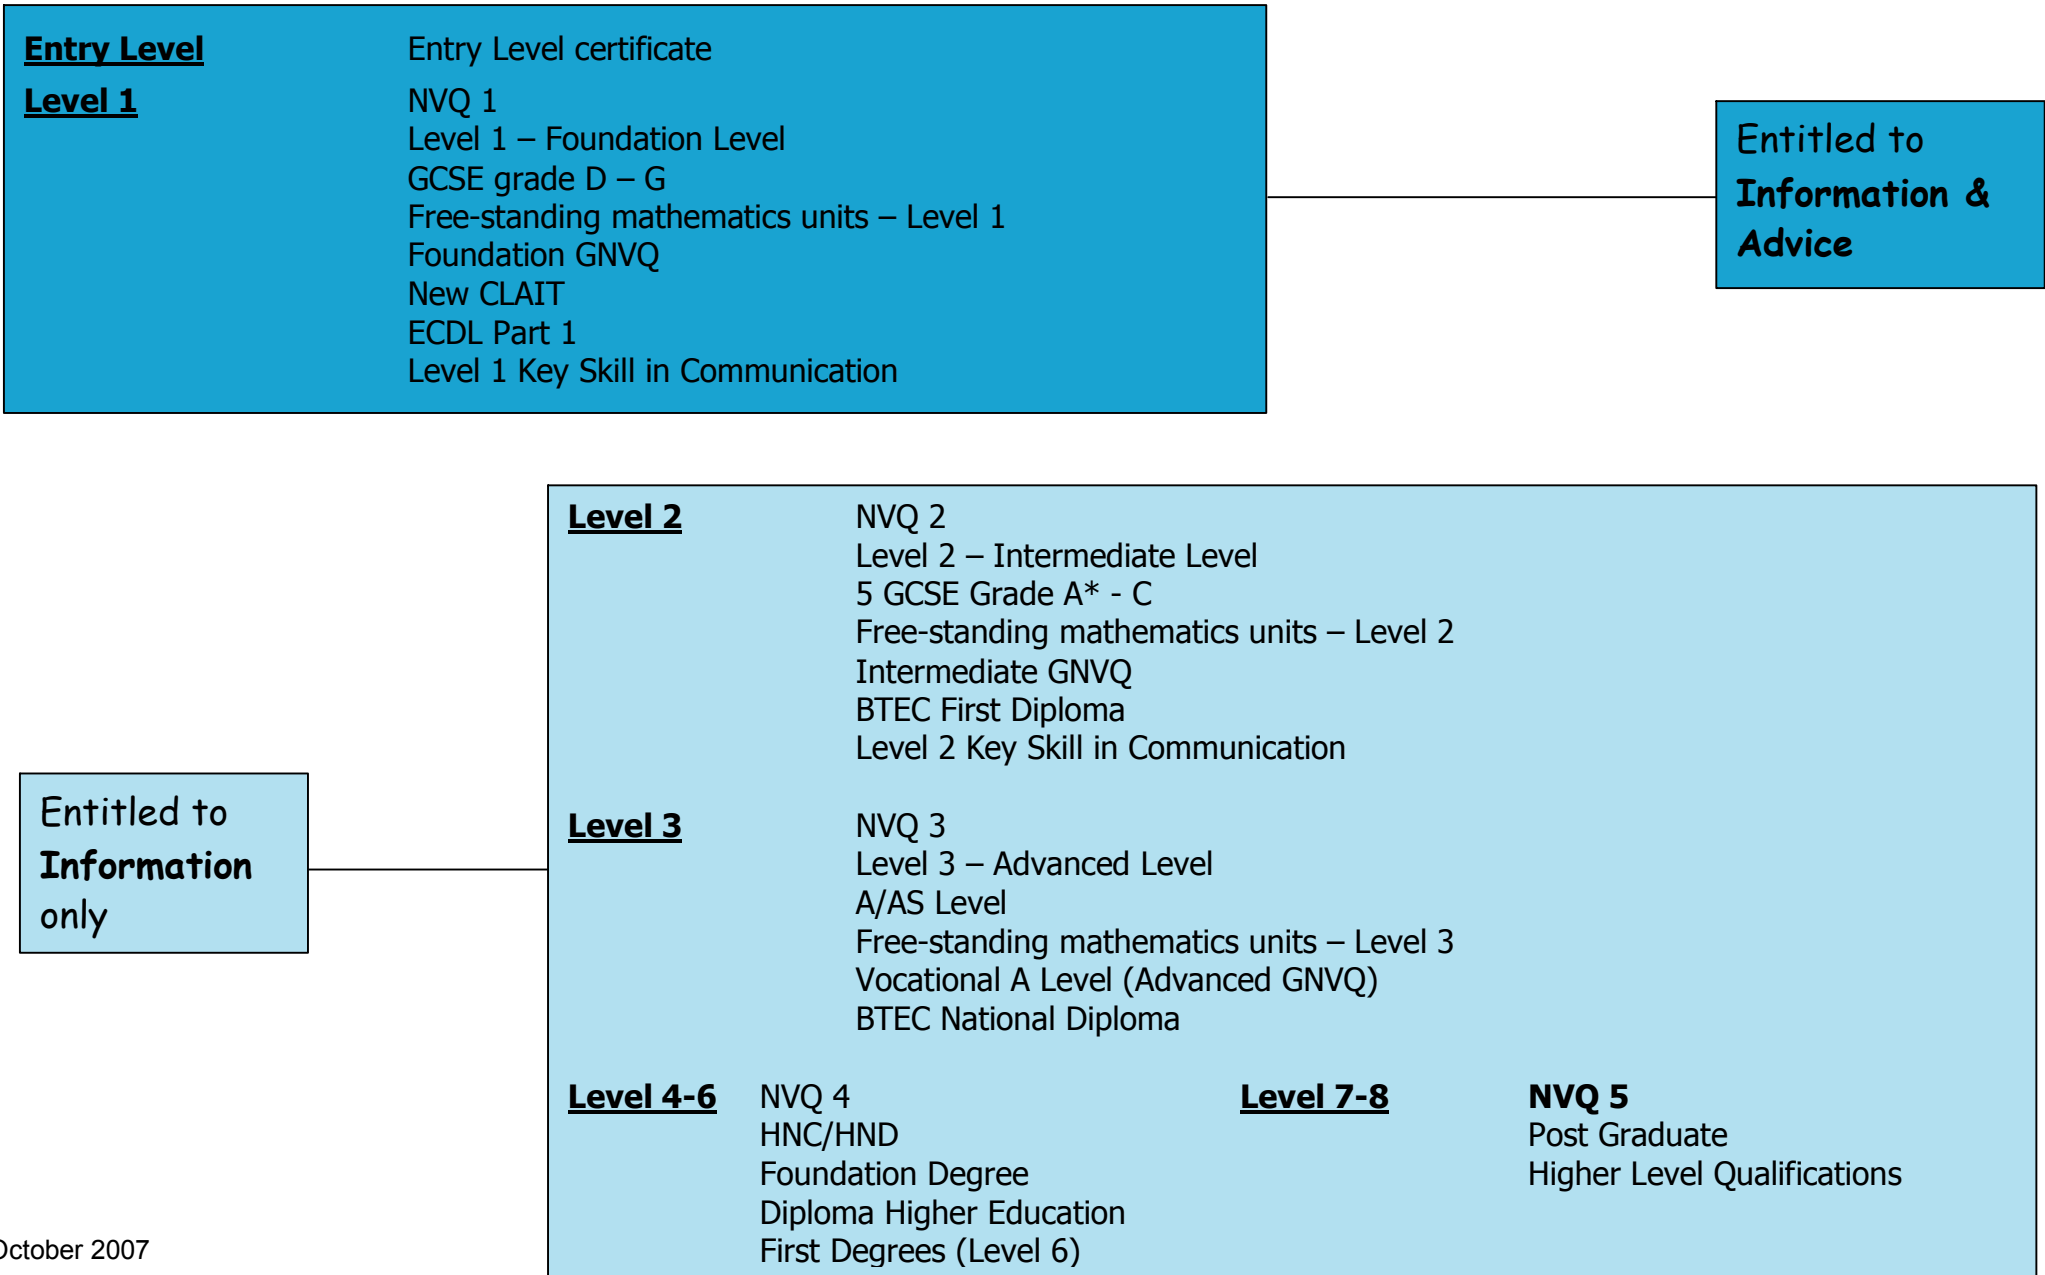 Entry Level Entry Level certificate
Level 1 NVQ 1
Level 1 – Foundation Level
GCSE grade D – G
Free-standing mathematics units – Level 1
Foundation GNVQ
New CLAIT
ECDL Part 1
Level 1 Key Skill in Communication
Entitled to
Information &
Advice
Entitled to
Information
only
Level 2 NVQ 2
Level 2 – Intermediate Level
5 GCSE Grade A* - C
Free-standing mathematics units – Level 2
Intermediate GNVQ
BTEC First Diploma
Level 2 Key Skill in Communication
Level 3 NVQ 3
Level 3 – Advanced Level
A/AS Level
Free-standing mathematics units – Level 3
Vocational A Level (Advanced GNVQ)
BTEC National Diploma
Level 4-6 NVQ 4
HNC/HND
Foundation Degree
Diploma Higher Education
First Degrees (Level 6)
Level 7-8 NVQ 5
Post Graduate
Higher Level Qualifications
October 2007